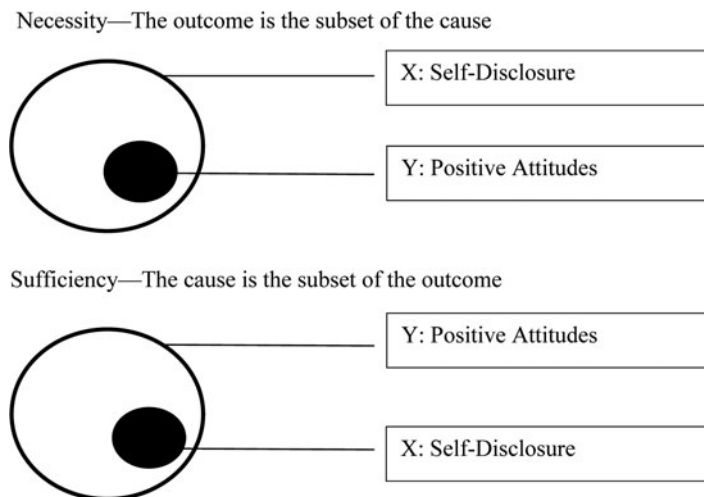 Necessity—The outcome is the subset of the cause
X: Self-Disclosure
Y: Positive Attitudes
Sufficiency—The cause is the subset of the outcome
Y: Positive Attitudes
X: Self-Disclosure